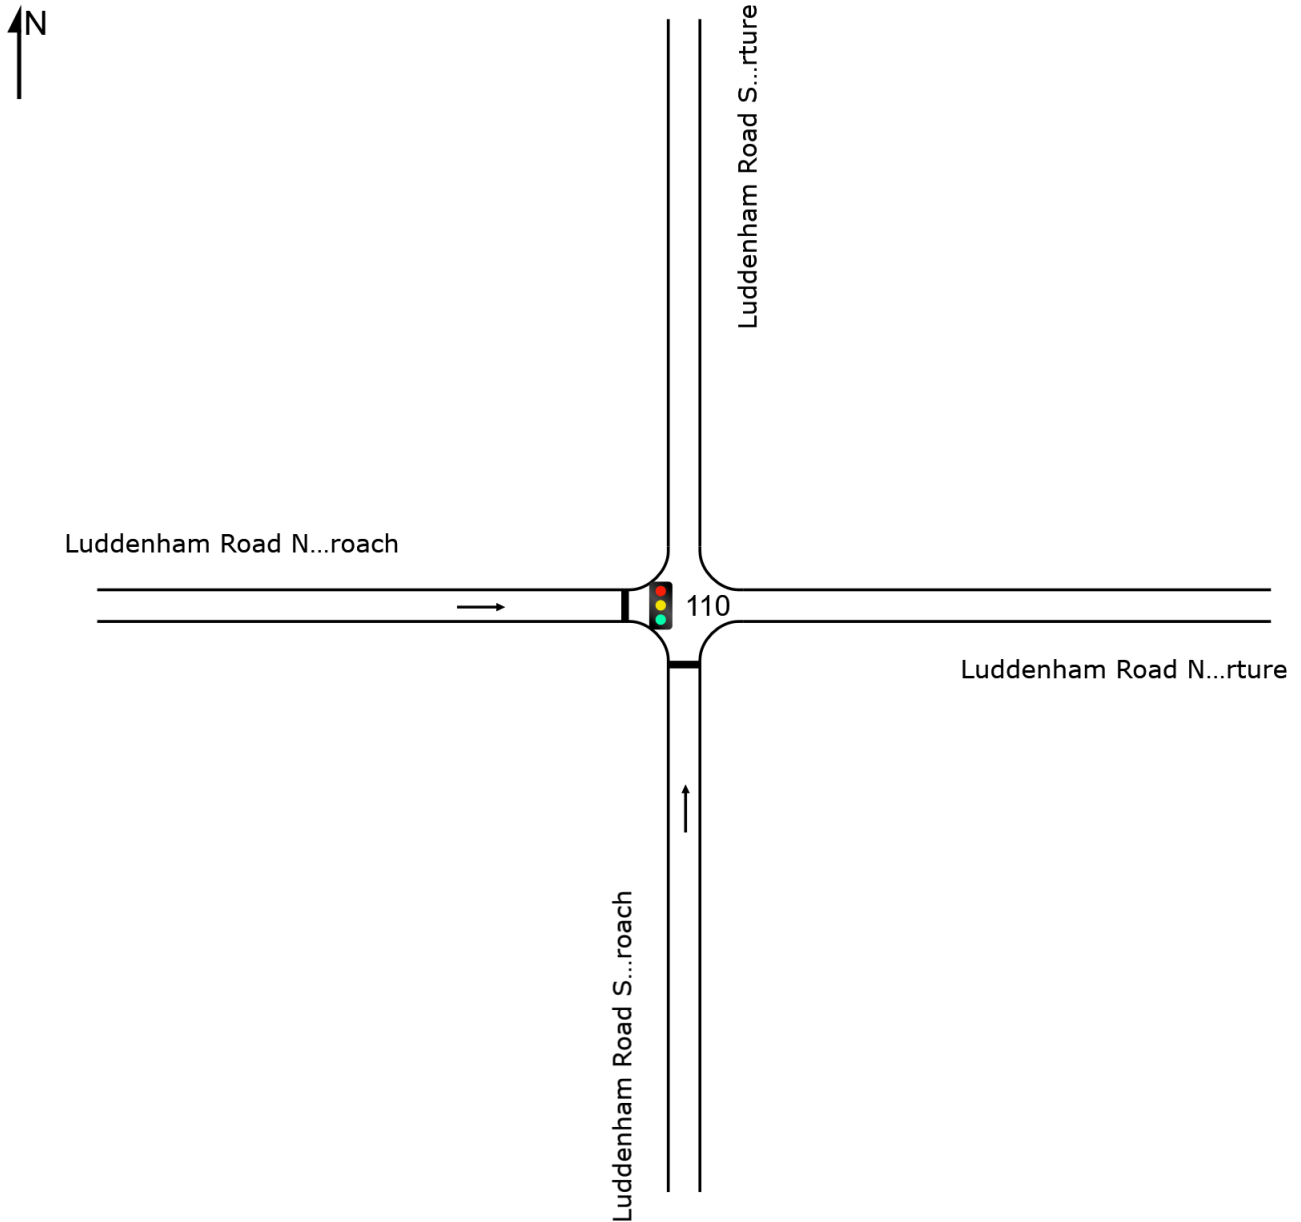 N
Luddenham Road S...rture
Luddenham Road N...roach
110
Luddenham Road N...rture
Luddenham Road S...roach